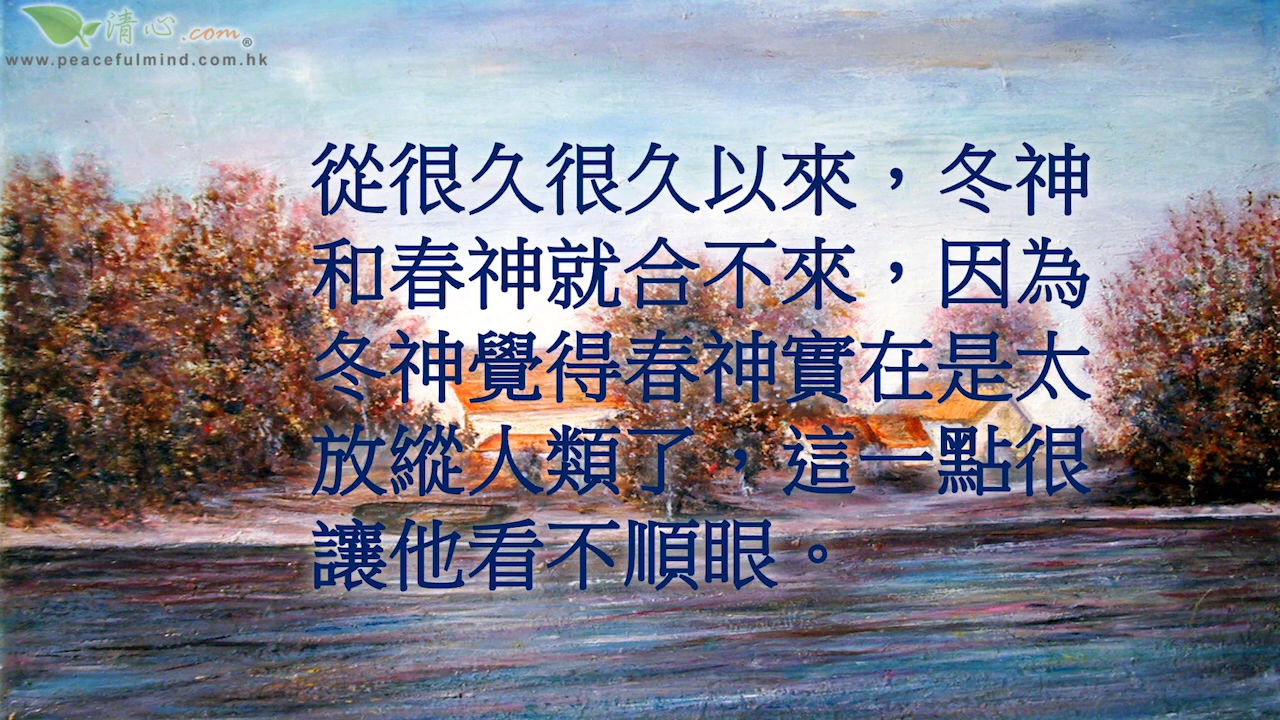 清心.com®
www.peacefulmind.com.hk
從很久很久以來，冬神
和春神就合不來，因為
冬神覺得春神實在是太
放縱人類了，這一點很
讓他看不順眼。